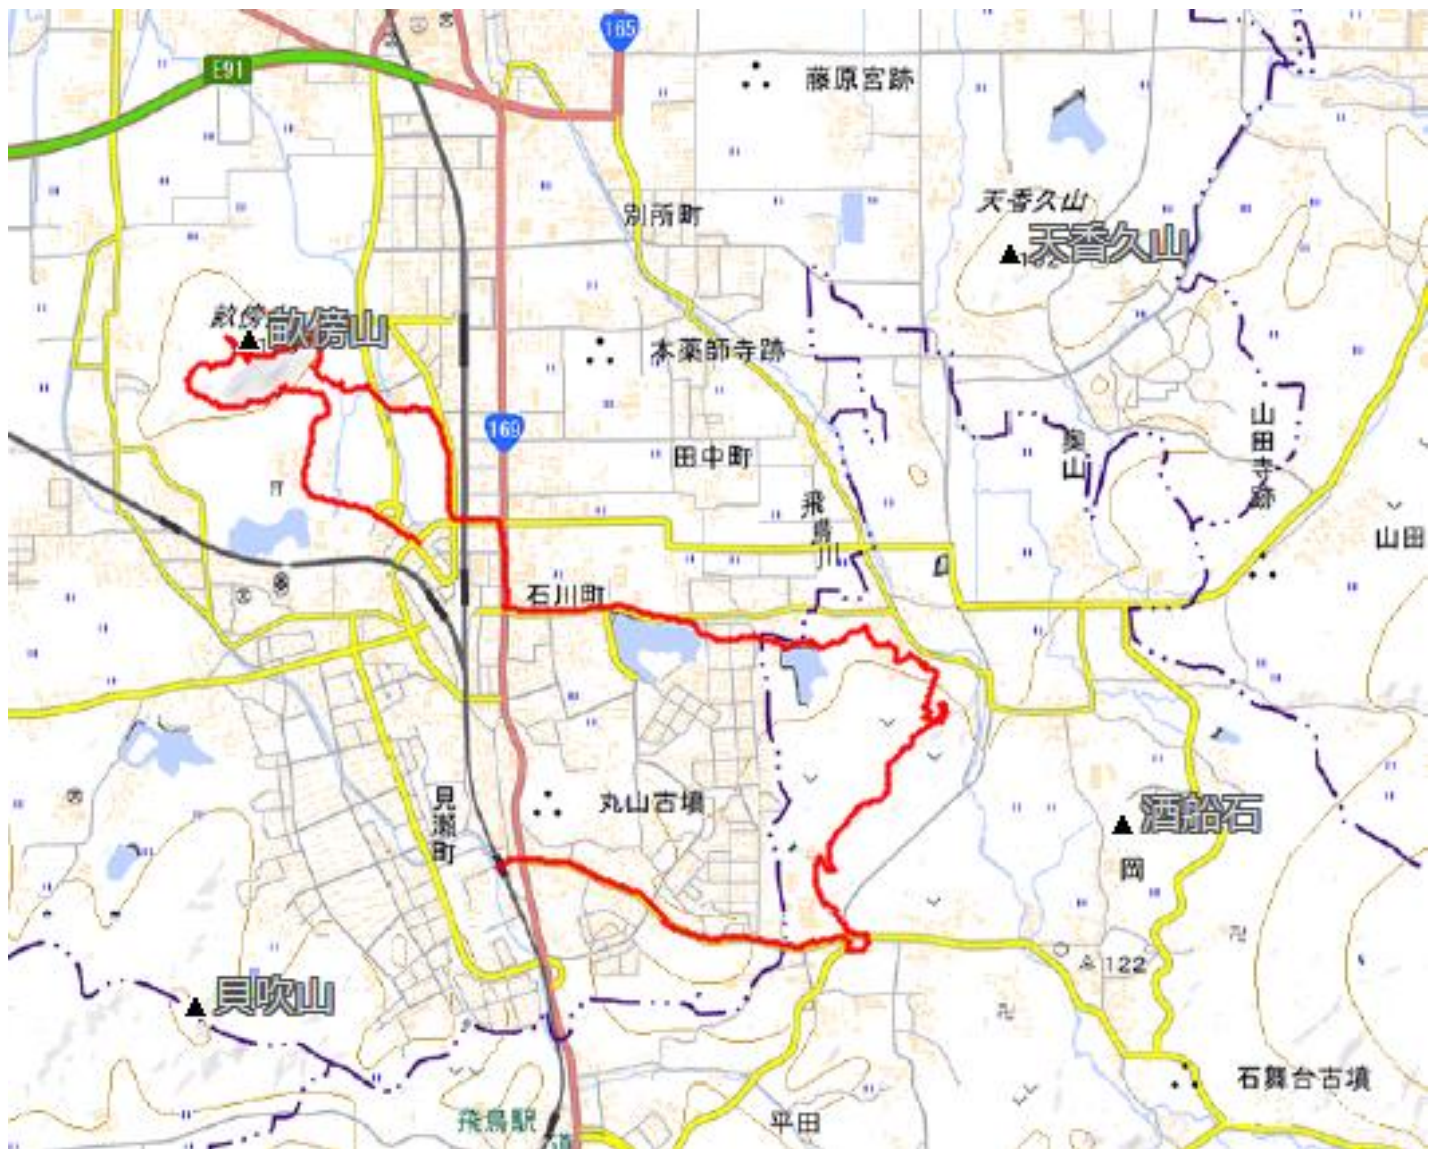 165
E91
藤原宮跡
別所町
天香久山
天香久山
畝傍
畝傍山
本薬師寺跡
169
田中町
奥山
山田寺跡
飛鳥川
山田
石川町
丸山古墳
見瀬町
酒船石
岡
122
貝吹山
石舞台古墳
飛鳥駅
平田